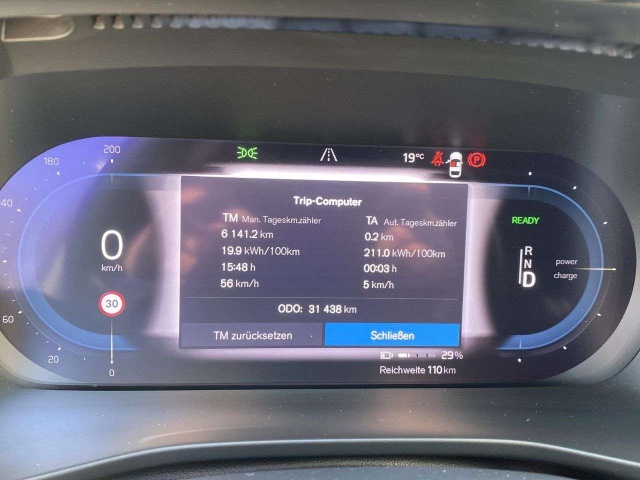 200
180
19°C
140
Trip-Computer
TM Man. Tageskm.zähler
TA Aut. Tageskm.zähler
6 141.2 km
0.2 km
19.9 kWh/100km
211.0 kWh/100km
15:48 h
00:03 h
56 km/h
5 km/h
ODO: 31 438 km
TM zurücksetzen
Schließen
0
km/h
30
READY
R
N
D
power
charge
P
60
20
0
29%
Reichweite 110 km